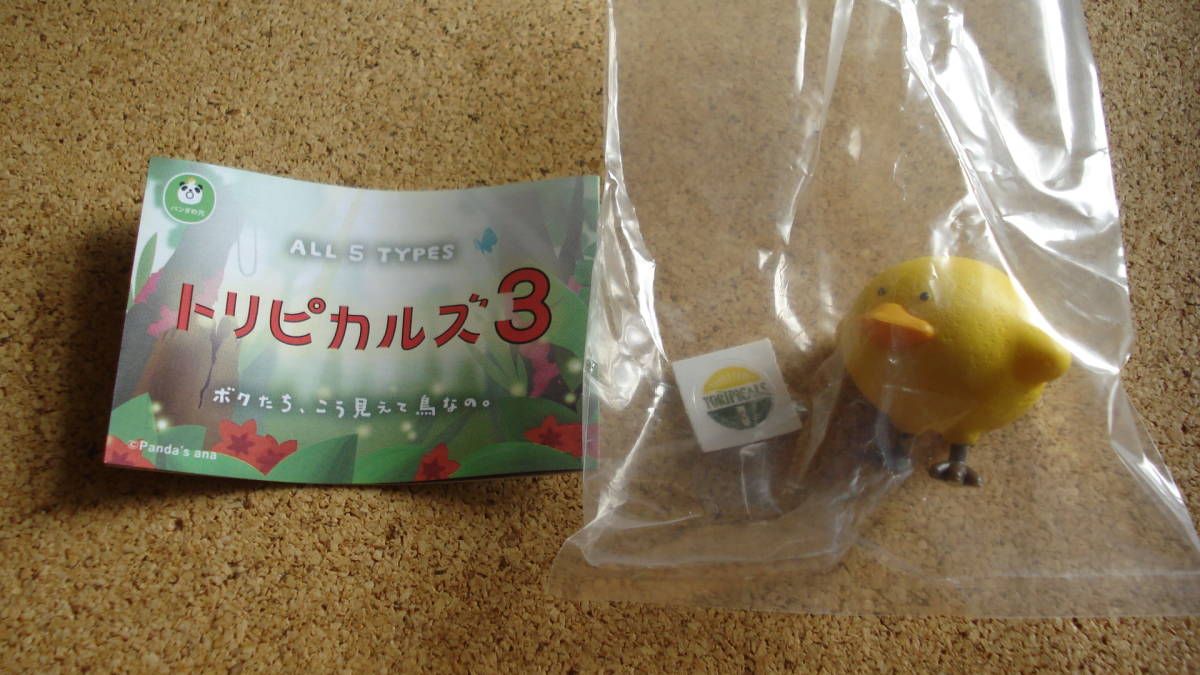 パンダの穴
ALL 5 TYPES
トリピカルズ3
ボクたち、こう見えて鳥なの。
©Panda's ana
TORIPICALS